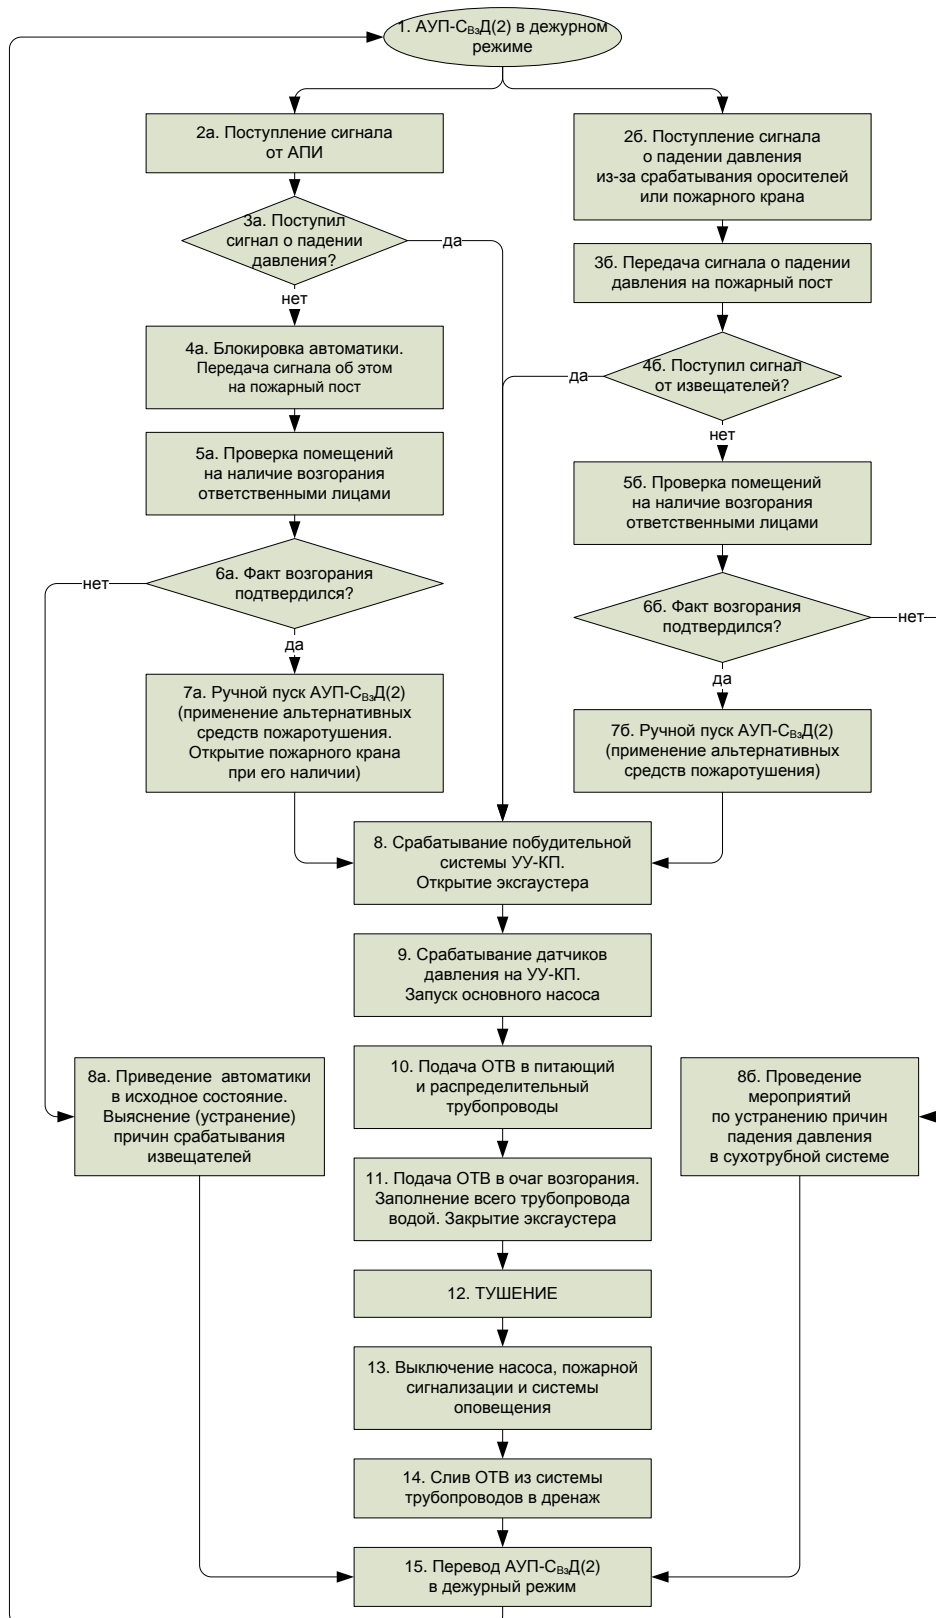 1. АУП-СВзД(2) в дежурном
режиме
2а. Поступление сигнала
от АПИ
2б. Поступление сигнала
о падении давления
из-за срабатывания оросителей
или пожарного крана
3а. Поступил
сигнал о падении
давления?
да
нет
3б. Передача сигнала о падении
давления на пожарный пост
4а. Блокировка автоматики.
Передача сигнала об этом
на пожарный пост
4б. Поступил сигнал
от извещателей?
да
нет
5а. Проверка помещений
на наличие возгорания
ответственными лицами
5б. Проверка помещений
на наличие возгорания
ответственными лицами
6а. Факт возгорания
подтвердился?
нет
да
6б. Факт возгорания
подтвердился?
нет
да
7а. Ручной пуск АУП-СВзД(2)
(применение альтернативных
средств пожаротушения.
Открытие пожарного крана
при его наличии)
7б. Ручной пуск АУП-СВзД(2)
(применение альтернативных
средств пожаротушения)
8. Срабатывание побудительной
системы УУ-КП.
Открытие эксгаустера
9. Срабатывание датчиков
давления на УУ-КП.
Запуск основного насоса
8а. Приведение автоматики
в исходное состояние.
Выяснение (устранение)
причин срабатывания
извещателей
10. Подача ОТВ в питающий
и распределительный
трубопроводы
8б. Проведение
мероприятий
по устранению причин
падения давления
в сухотрубной системе
11. Подача ОТВ в очаг возгорания.
Заполнение всего трубопровода
водой. Закрытие эксгаустера
12. ТУШЕНИЕ
13. Выключение насоса, пожарной
сигнализации и системы
оповещения
14. Слив ОТВ из системы
трубопроводов в дренаж
15. Перевод АУП-СВзД(2)
в дежурный режим